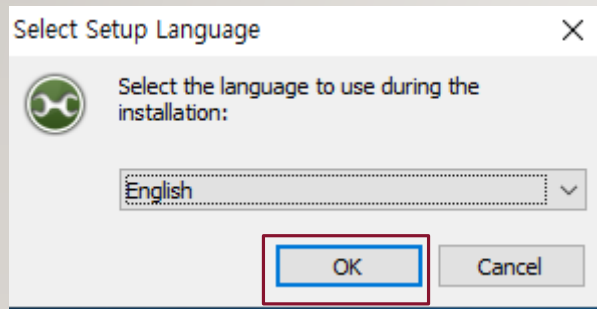 Select Setup Language
Select the language to use during the
installation:
English
OK
Cancel